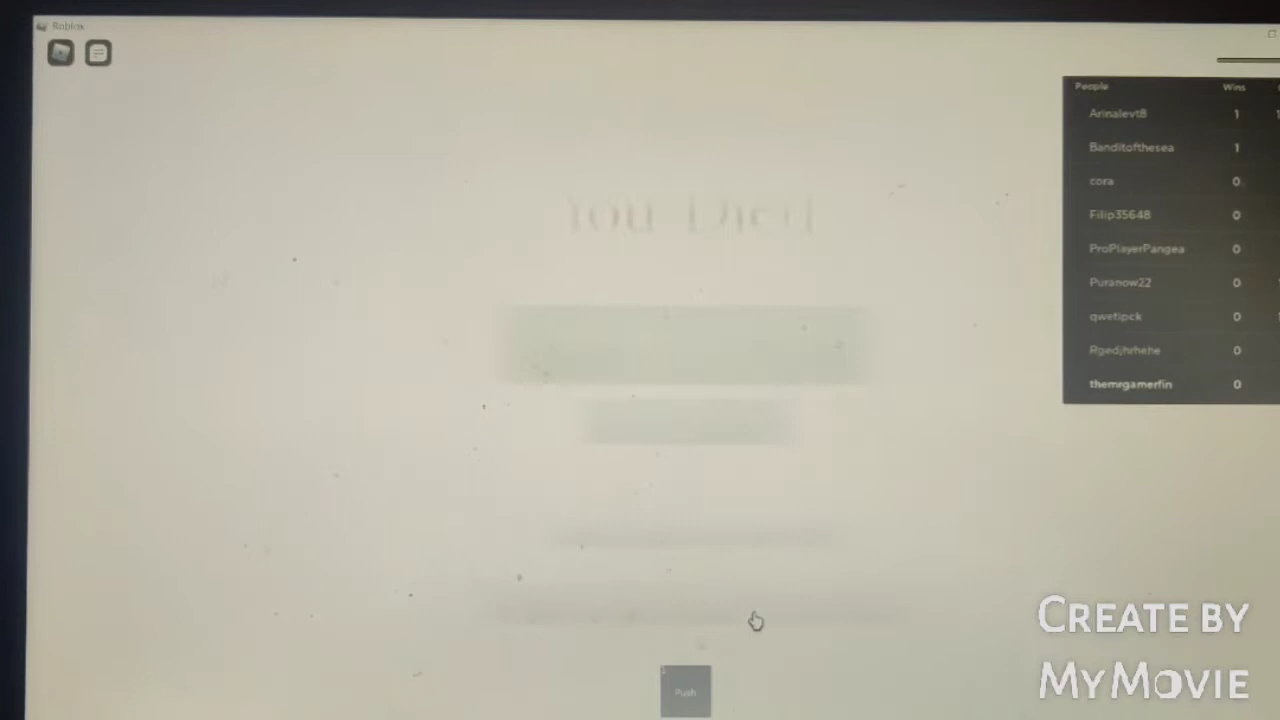 Roblox
You Died
People Wins
Arinalevt8 1
Banditofthesea 1
cora 0
Filip35648 0
ProPlayerPangea 0
Puranow22 0
qwetipck 0
Rgedjhrhehe 0
themrgamerfin 0
Push
CREATE BY
MYMOVIE